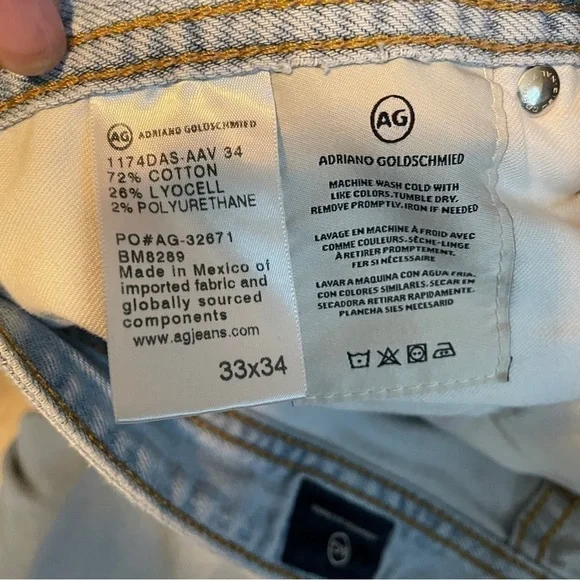 AG ADRIANO GOLDSCHMIED
1174DAS-AAV 34
72% COTTON
26% LYOCELL
2% POLYURETHANE
PO#AG-32671
BM8289
Made in Mexico of
imported fabric and
globally sourced
components
www.agjeans.com
33x34
AG
ADRIANO GOLDSCHMIED
MACHINE WASH COLD WITH
LIKE COLORS.TUMBLE DRY.
REMOVE PROMPTLY.IRON IF NEEDED
LAVAGE EN MACHINE À FROID AVEC
COMME COULEURS.SÈCHE-LINGE
À RETIRER PROMPTEMENT.
FER SI NÉCESSAIRE
LAVAR A MAQUINA CON AGUA FRIA.
CON COLORES SIMILARES. SECAR EN
SECADORA RETIRAR RAPIDAMENTE.
PLANCHA SIES NECESARIO
AG